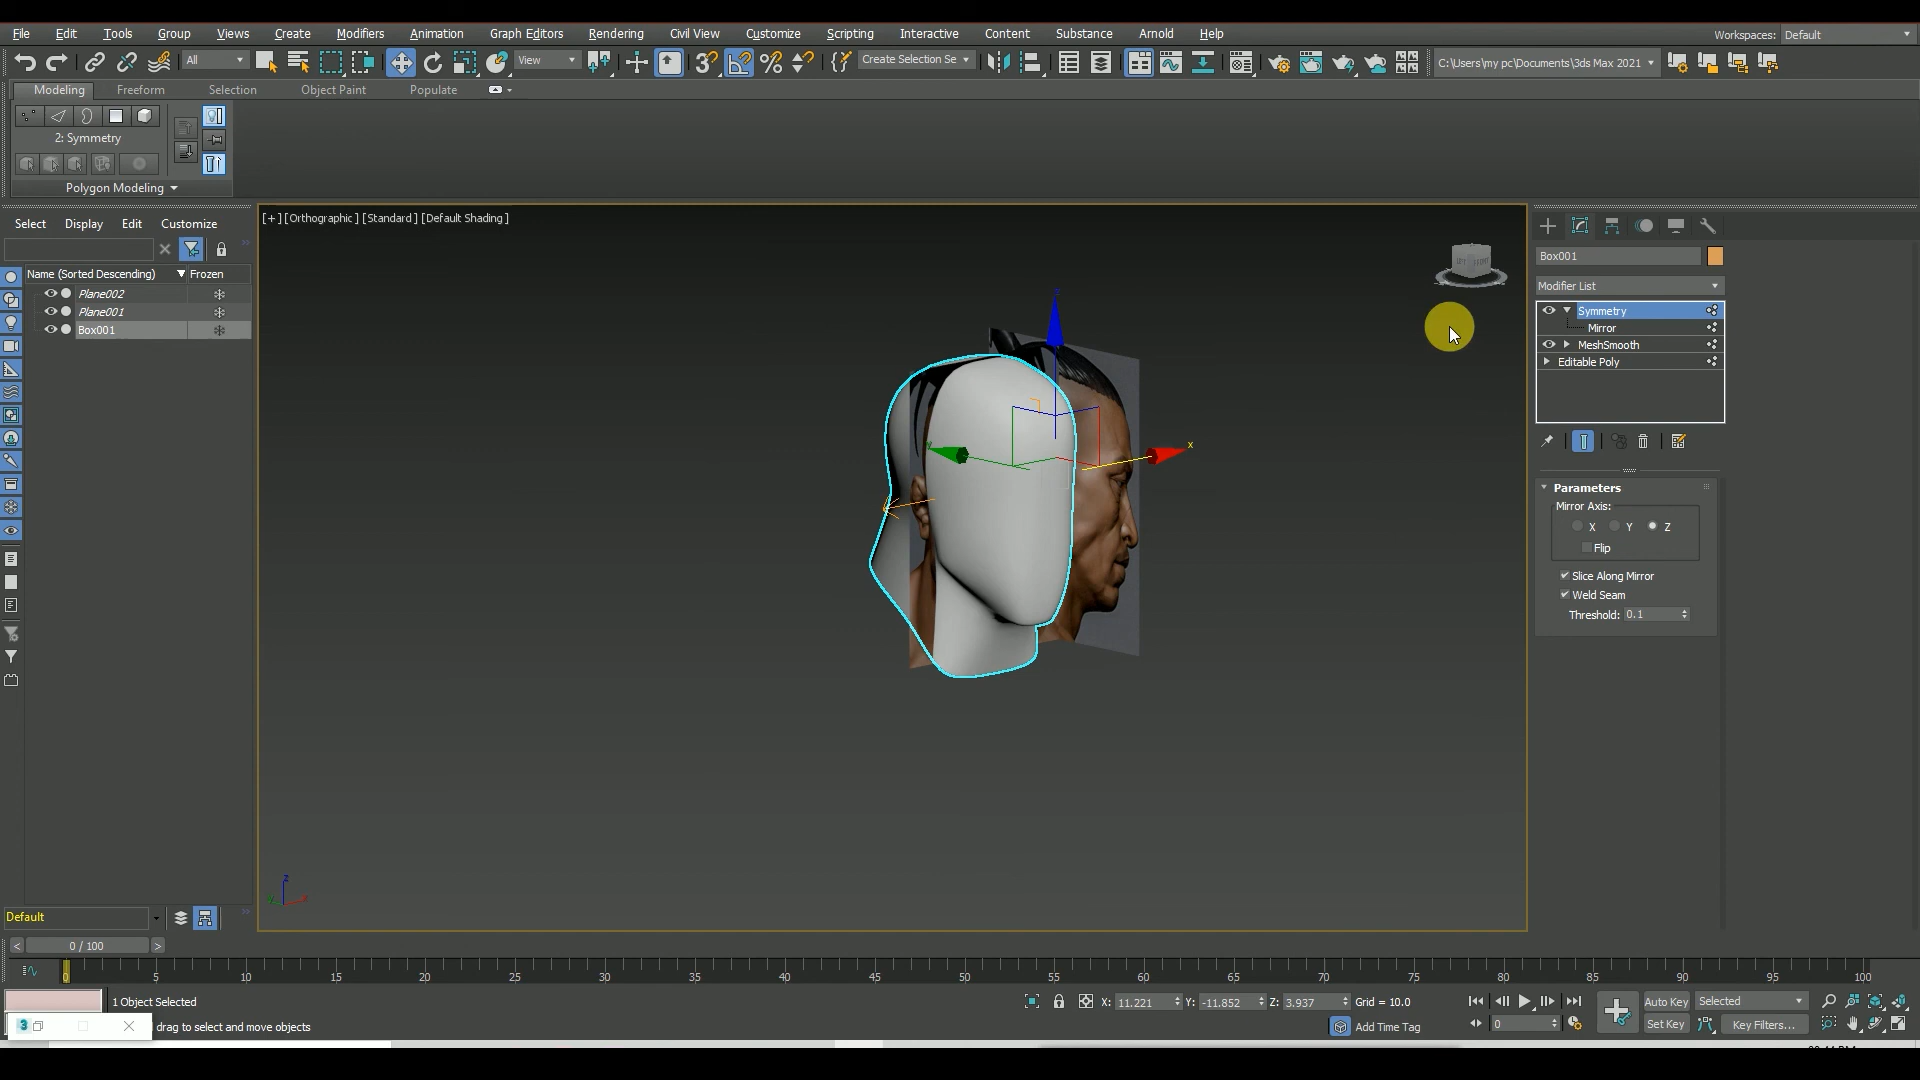 File Edit Tools Group Views Create Modifiers Animation Graph Editors Rendering Civil View Customize Scripting Interactive Content Substance Arnold Help Workspaces: Default
All View Create Selection Se C:\Users\my pc\Documents\3ds Max 2021
Modeling Freeform Selection Object Paint Populate
2: Symmetry
Polygon Modeling
Select Display Edit Customize
[+] [Orthographic] [Standard] [Default Shading]
Name (Sorted Descending) Frozen
Plane002
Plane001
Box001
FRONT
z
y
x
Box001
Modifier List
Symmetry
Mirror
MeshSmooth
Editable Poly
Parameters
Mirror Axis:
X Y Z
Flip
Slice Along Mirror
Weld Seam
Threshold: 0.1
z
Default
0 / 100
0 5 10 15 20 25 30 35 40 45 50 55 60 65 70 75 80 85 90 95 100
1 Object Selected X: 11.221 Y: -11.852 Z: 3.937 Grid = 10.0 Auto Key Selected
3 drag to select and move objects Add Time Tag 0 Set Key Key Filters...